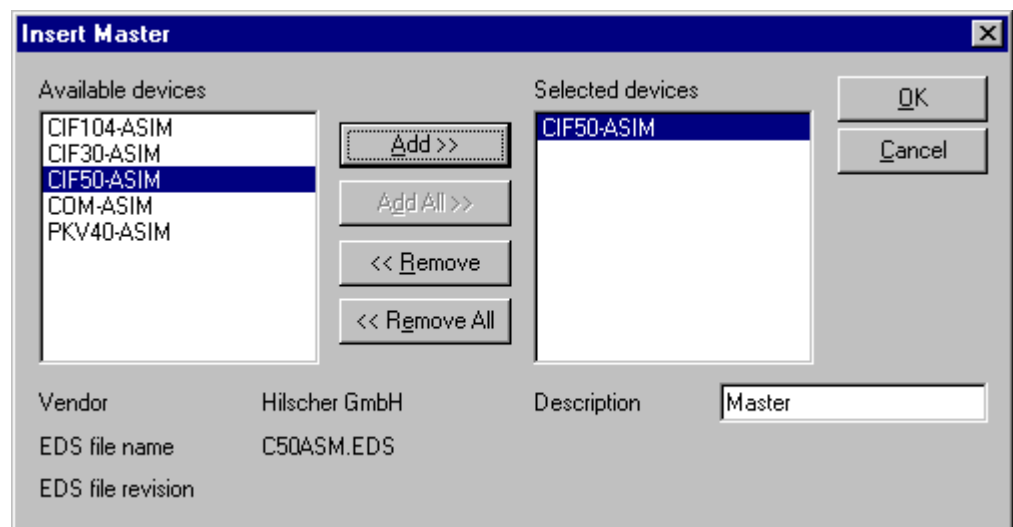 Insert Master
Available devices
CIF104-ASIM
CIF30-ASIM
CIF50-ASIM
COM-ASIM
PKV40-ASIM
Add >>
Add All >>
<< Remove
<< Remove All
Selected devices
CIF50-ASIM
OK
Cancel
Vendor Hilscher GmbH
Description Master
EDS file name C50ASM.EDS
EDS file revision